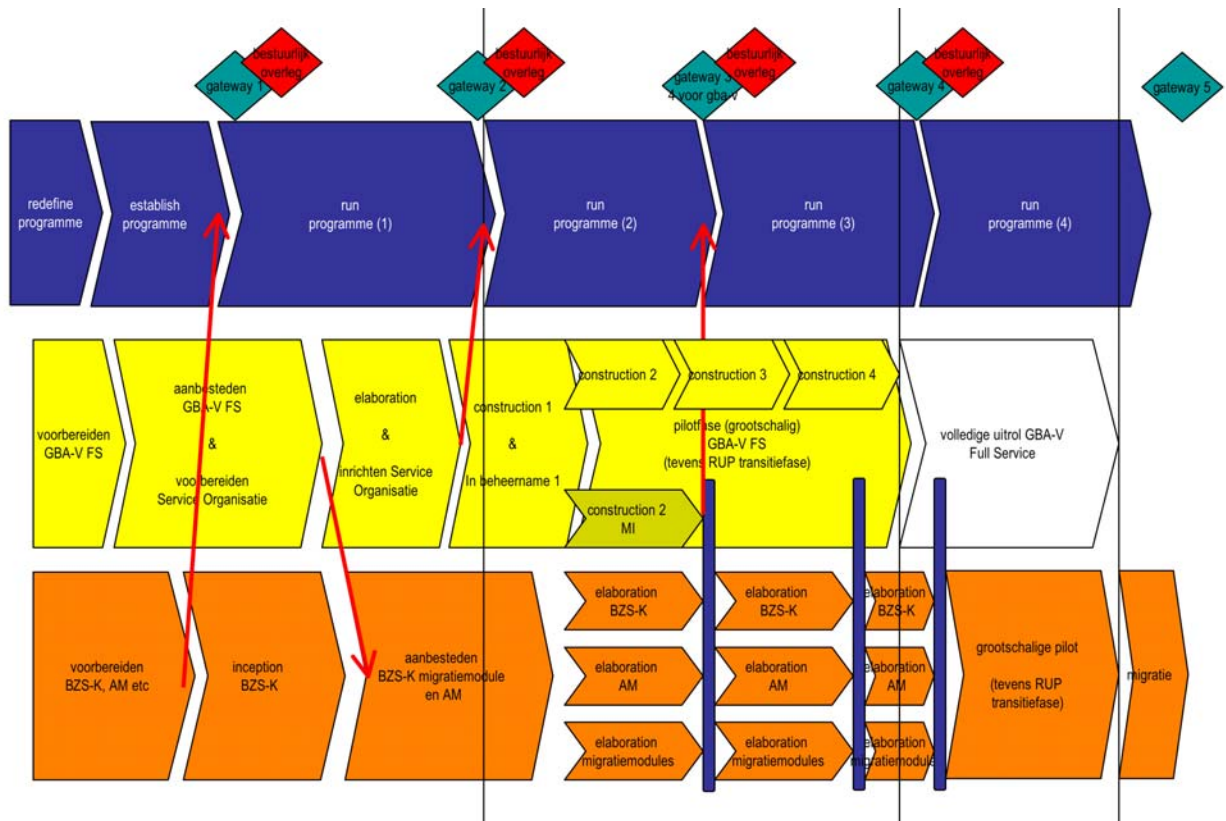 bestuurlijk
overleg
gateway 1
bestuurlijk
overleg
gateway 2
bestuurlijk
overleg
gateway 3
4 voor gba-v
bestuurlijk
overleg
gateway 4
gateway 5
redefine
programme
establish
programme
run
programme (1)
run
programme (2)
run
programme (3)
run
programme (4)
voorbereiden
GBA-V FS
aanbesteden
GBA-V FS
&
voorbereiden
Service Organisatie
elaboration
&
inrichten Service
Organisatie
construction 1
&
In beheername 1
construction 2
construction 3
construction 4
pilotfase (grootschalig)
GBA-V FS
(tevens RUP transitiefase)
construction 2
MI
volledige uitrol GBA-V
Full Service
voorbereiden
BZS-K, AM etc
inception
BZS-K
aanbesteden
BZS-K migratiemodule
en AM
elaboration
BZS-K
elaboration
BZS-K
elaboration
BZS-K
elaboration
AM
elaboration
AM
elaboration
AM
elaboration
migratiemodules
elaboration
migratiemodules
elaboration
migratiemodules
grootschalige pilot
(tevens RUP
transitiefase)
migratie